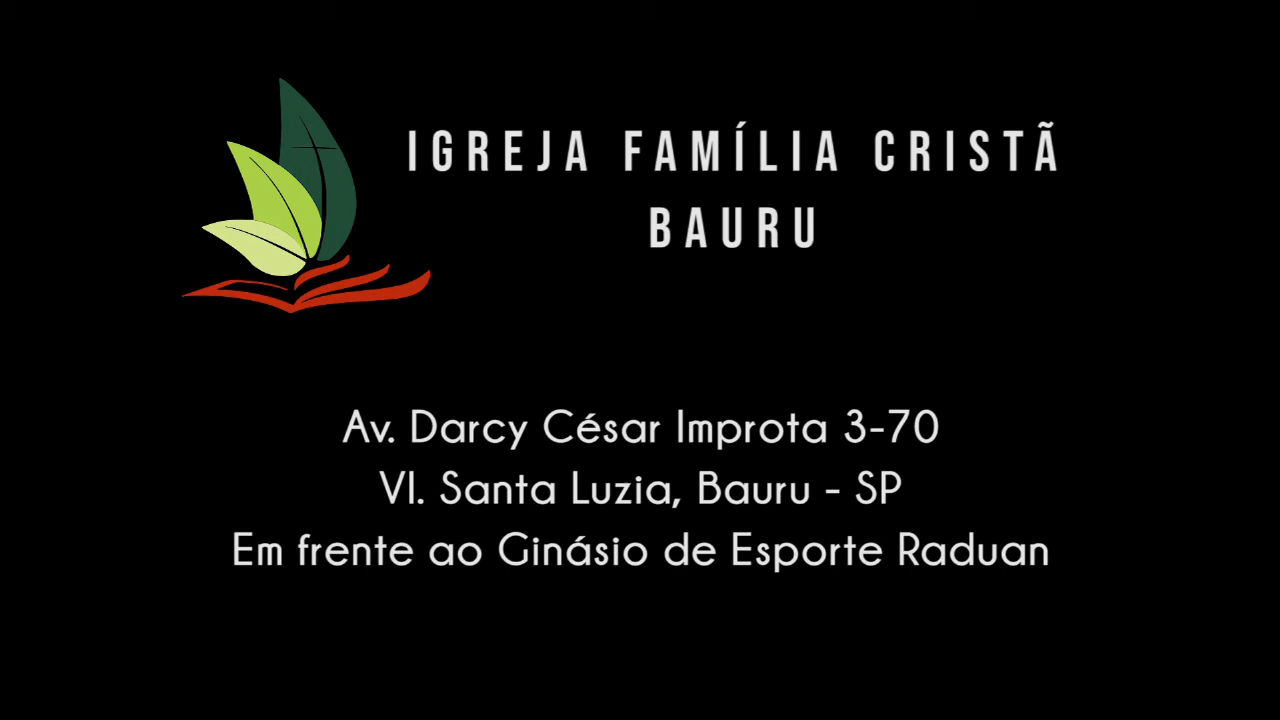 IGREJA FAMÍLIA CRISTÃ
BAURU
Av. Darcy César Improta 3-70
Vl. Santa Luzia, Bauru - SP
Em frente ao Ginásio de Esporte Raduan